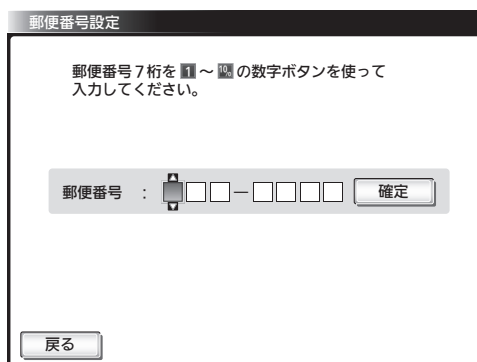 郵便番号設定
郵便番号7桁を 1 ～ 10 の数字ボタンを使って
入力してください。
郵便番号 : － 確定
戻る